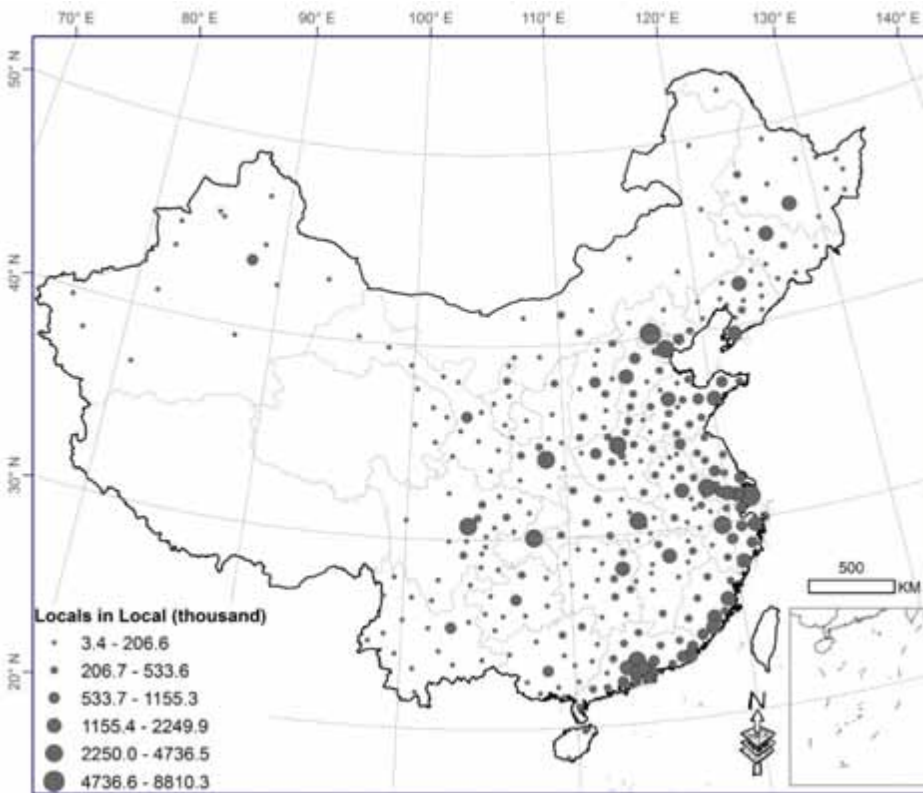 70° E 80° E 90° E 100° E 110° E 120° E 130° E 140° E
50° N
40° N
30° N
20° N
500
KM
N
Locals in Local (thousand)
3.4 - 206.6
206.7 - 533.6
533.7 - 1155.3
1155.4 - 2249.9
2250.0 - 4736.5
4736.6 - 8810.3